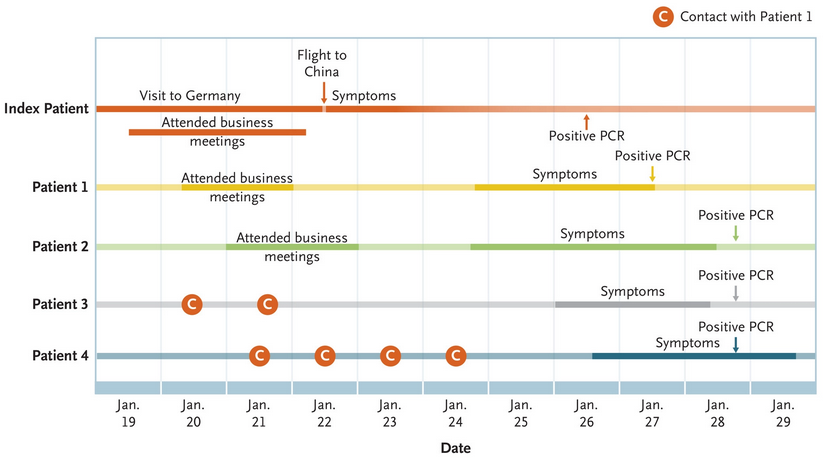 C Contact with Patient 1
Flight to
China
Visit to Germany
Symptoms
Index Patient
Attended business
meetings
Positive PCR
Positive PCR
Attended business
meetings
Symptoms
Patient 1
Positive PCR
Attended business
meetings
Symptoms
Patient 2
Positive PCR
Symptoms
Patient 3
C C
Positive PCR
Symptoms
Patient 4
C C C C
Jan. Jan. Jan. Jan. Jan. Jan. Jan. Jan. Jan. Jan. Jan.
19 20 21 22 23 24 25 26 27 28 29
Date